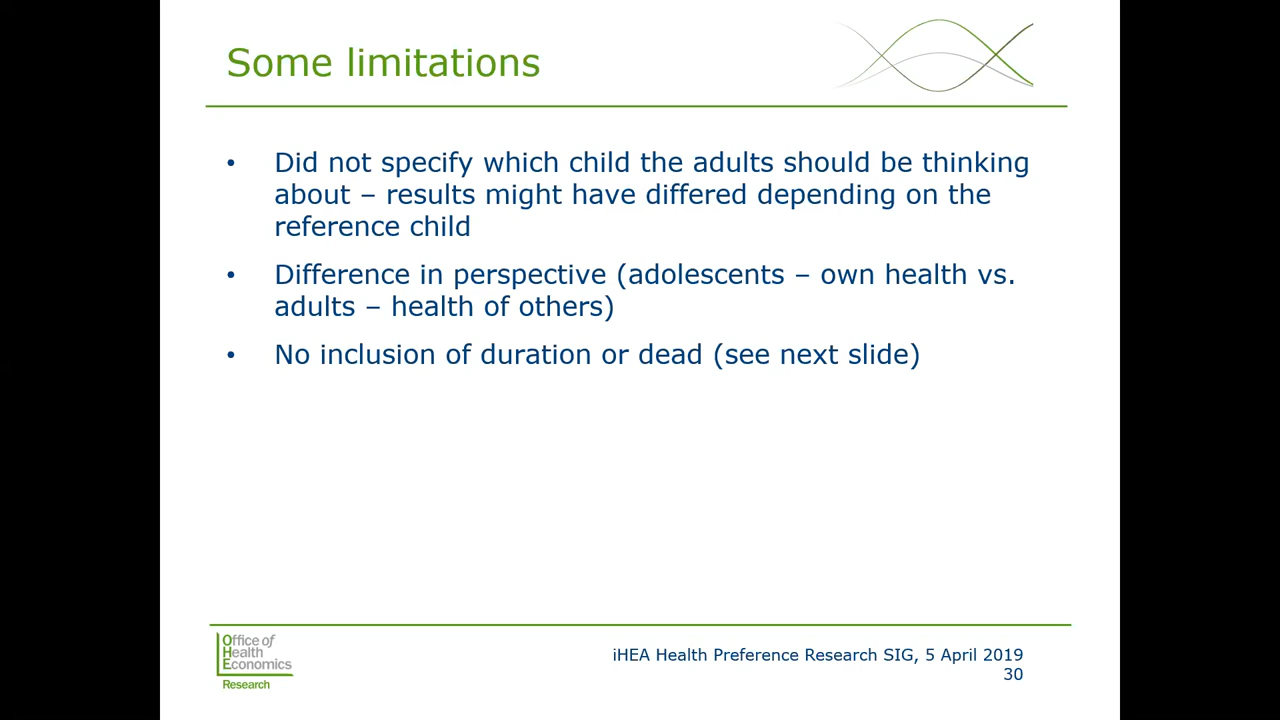 Some limitations
• Did not specify which child the adults should be thinking
about – results might have differed depending on the
reference child
• Difference in perspective (adolescents – own health vs.
adults – health of others)
• No inclusion of duration or dead (see next slide)
Office of
Health
Economics
Research
iHEA Health Preference Research SIG, 5 April 2019
30